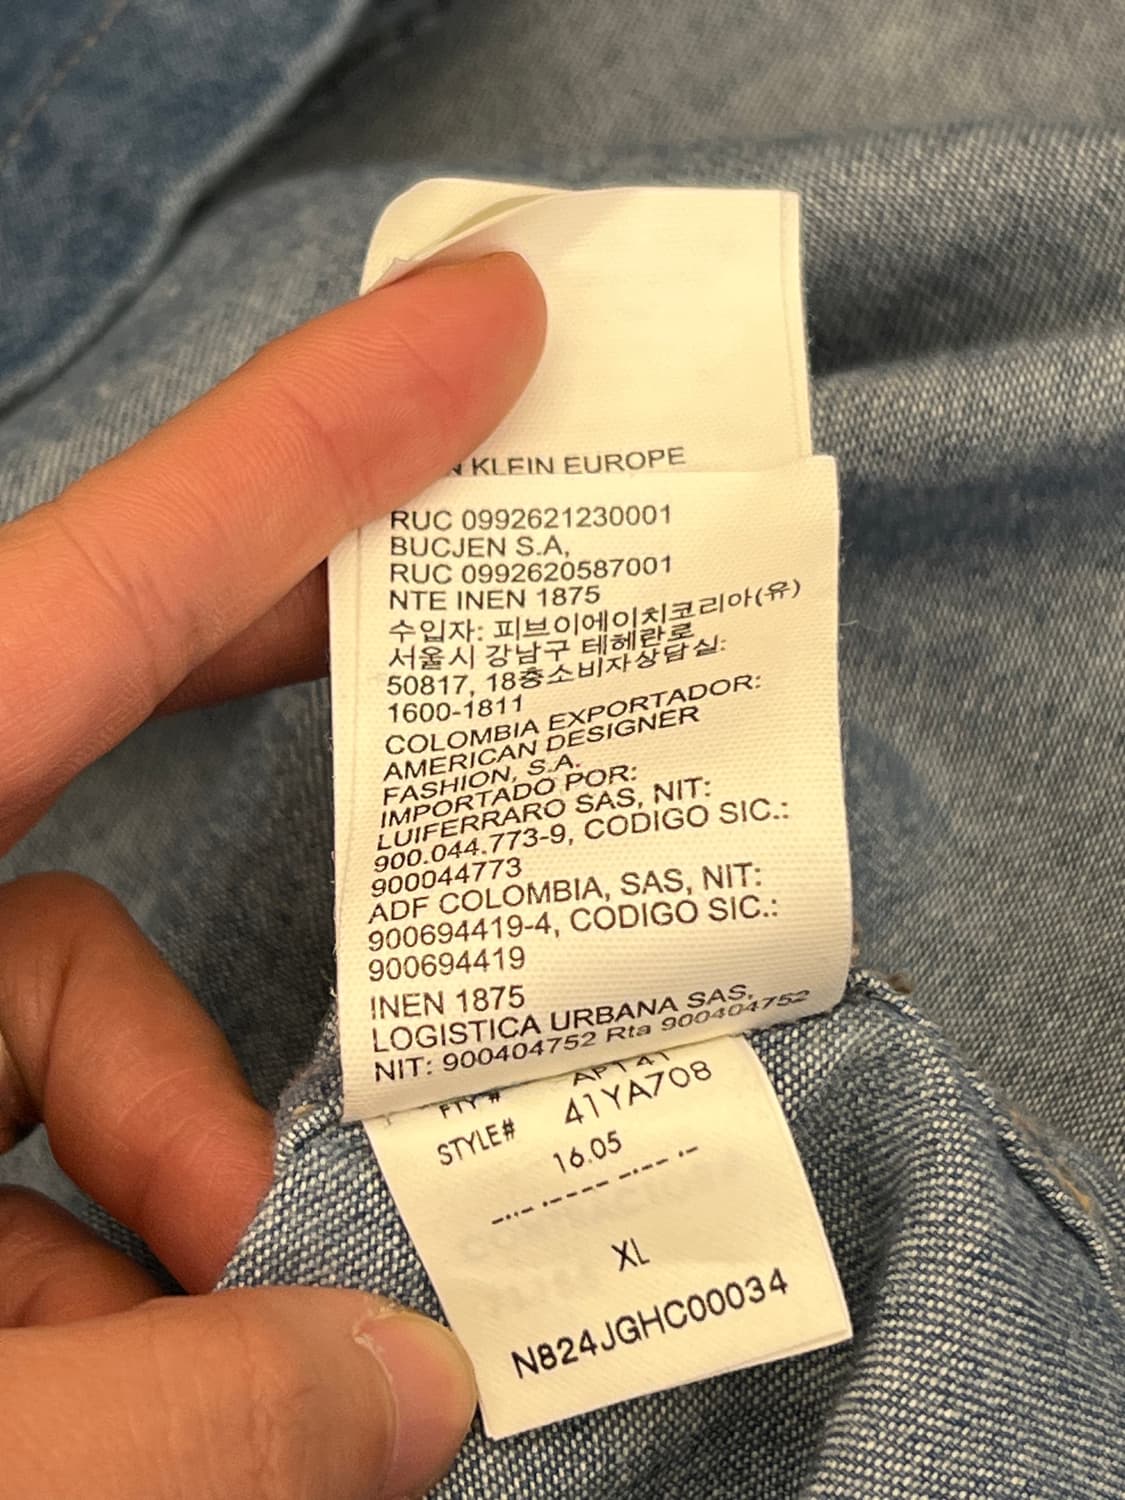 KLEIN EUROPE
RUC 0992621230001
BUCJEN S.A,
RUC 0992620587001
NTE INEN 1875
수입자: 피브이에이치코리아(유)
서울시 강남구 테헤란로
50817, 18층소비자상담실:
1600-1811
COLOMBIA EXPORTADOR:
AMERICAN DESIGNER
FASHION, S.A.
IMPORTADO POR:
LUIFERRARO SAS, NIT:
900.044.773-9, CODIGO SIC.:
900044773
ADF COLOMBIA, SAS, NIT:
900694419-4, CODIGO SIC.:
900694419
INEN 1875
LOGISTICA URBANA SAS,
NIT: 900404752 Rta 900404752
FTY #
STYLE# 41YA708
16.05
XL
N824JGHC00034